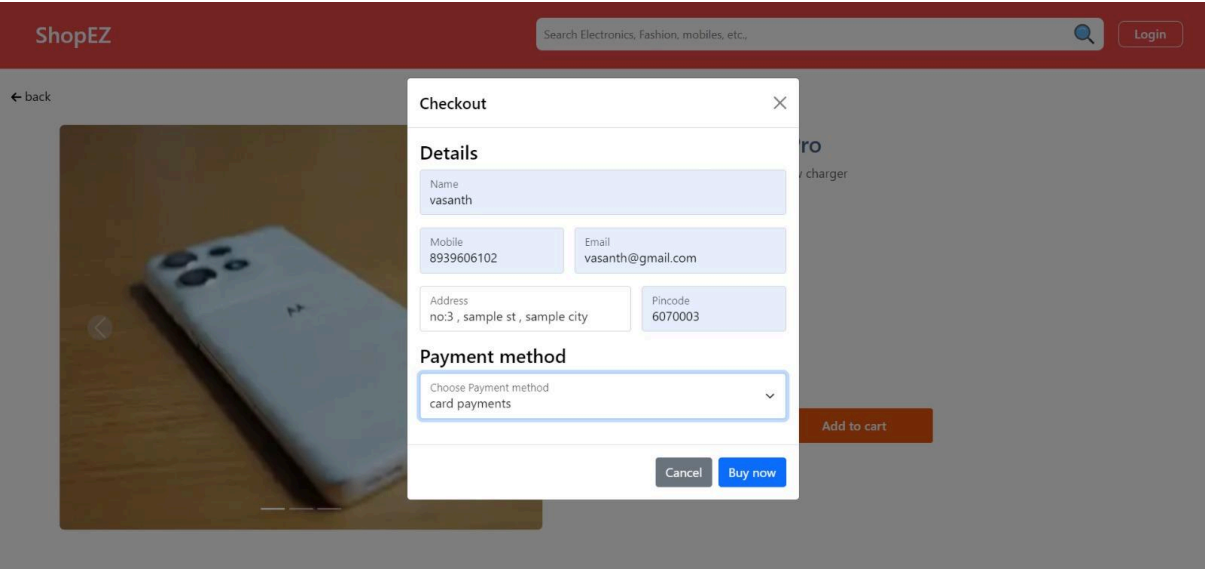 ShopEZ
Search Electronics, Fashion, mobiles, etc.,
Login
back
Checkout
Details
Name
vasanth
Mobile
8939606102
Email
vasanth@gmail.com
Address
no:3 , sample st , sample city
Pincode
6070003
Payment method
Choose Payment method
card payments
Cancel
Buy now
ro
charger
Add to cart